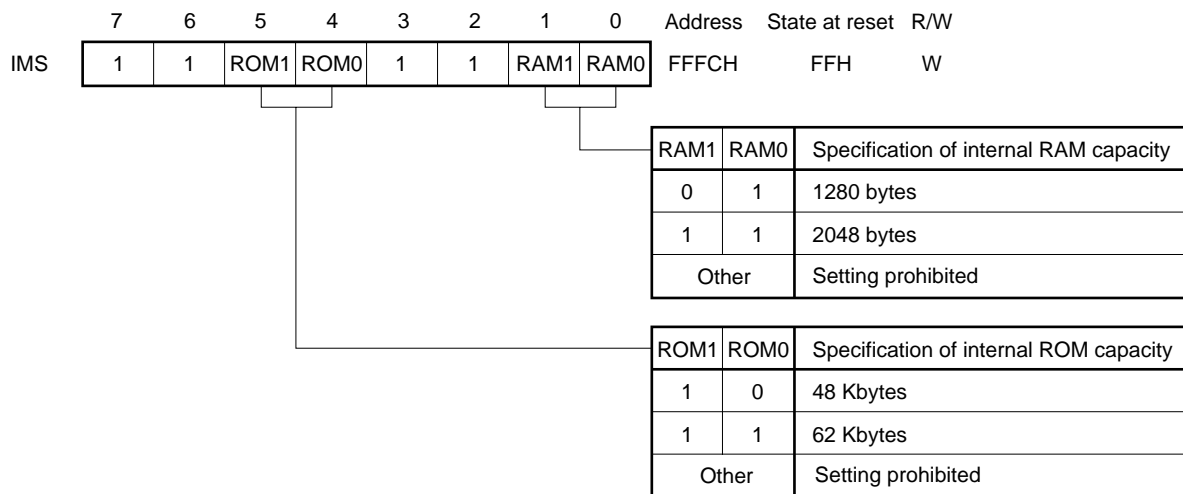 7 6 5 4 3 2 1 0 Address State at reset R/W
IMS 1 1 ROM1 ROM0 1 1 RAM1 RAM0 FFFCH FFH W
RAM1 RAM0 Specification of internal RAM capacity
0 1 1280 bytes
1 1 2048 bytes
Other Setting prohibited
ROM1 ROM0 Specification of internal ROM capacity
1 0 48 Kbytes
1 1 62 Kbytes
Other Setting prohibited